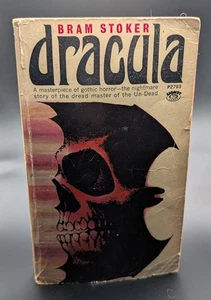 BRAM STOKER
dracula
A masterpiece of gothic horror—the nightmare
story of the dread master of the Un-Dead
P2793